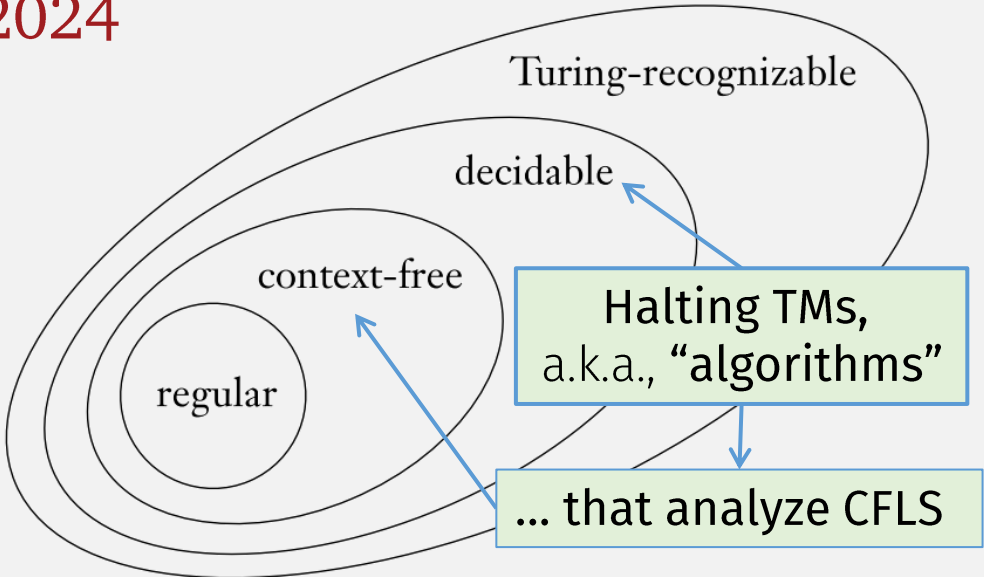 2024
Turing-recognizable
decidable
context-free
regular
Halting TMs,
a.k.a., “algorithms”
... that analyze CFLS